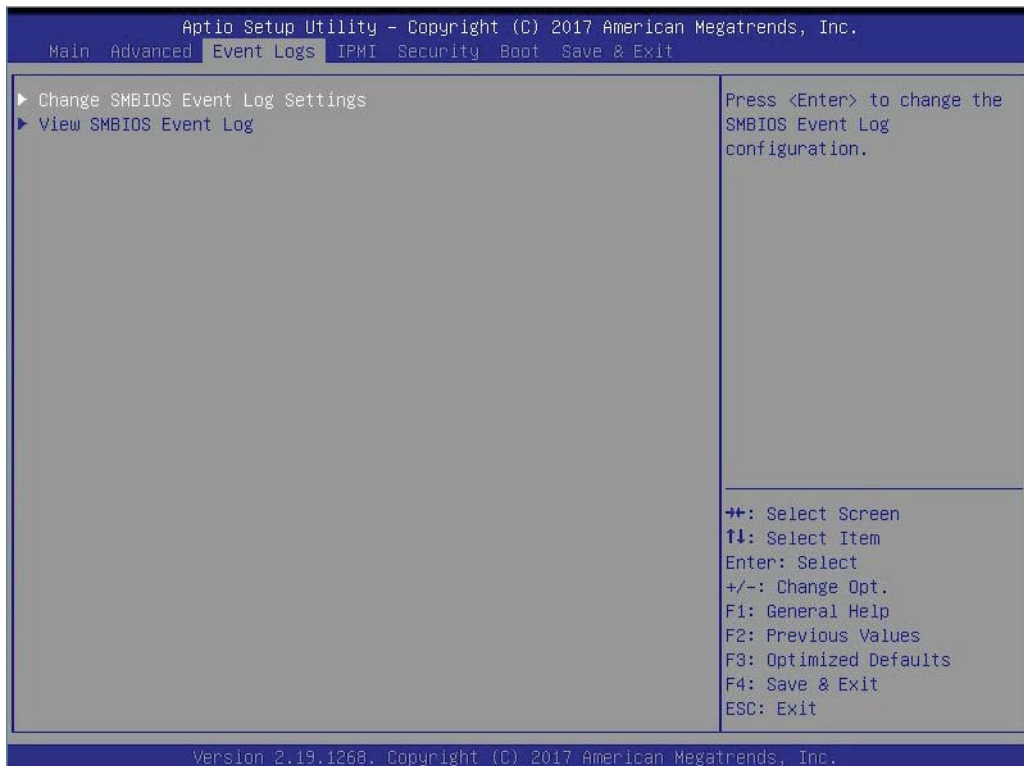 Aptio Setup Utility – Copyright (C) 2017 American Megatrends, Inc.
Main Advanced Event Logs IPMI Security Boot Save & Exit
▶ Change SMBIOS Event Log Settings
▶ View SMBIOS Event Log
Press <Enter> to change the
SMBIOS Event Log
configuration.
→←: Select Screen
↑↓: Select Item
Enter: Select
+/-: Change Opt.
F1: General Help
F2: Previous Values
F3: Optimized Defaults
F4: Save & Exit
ESC: Exit
Version 2.19.1268. Copyright (C) 2017 American Megatrends, Inc.